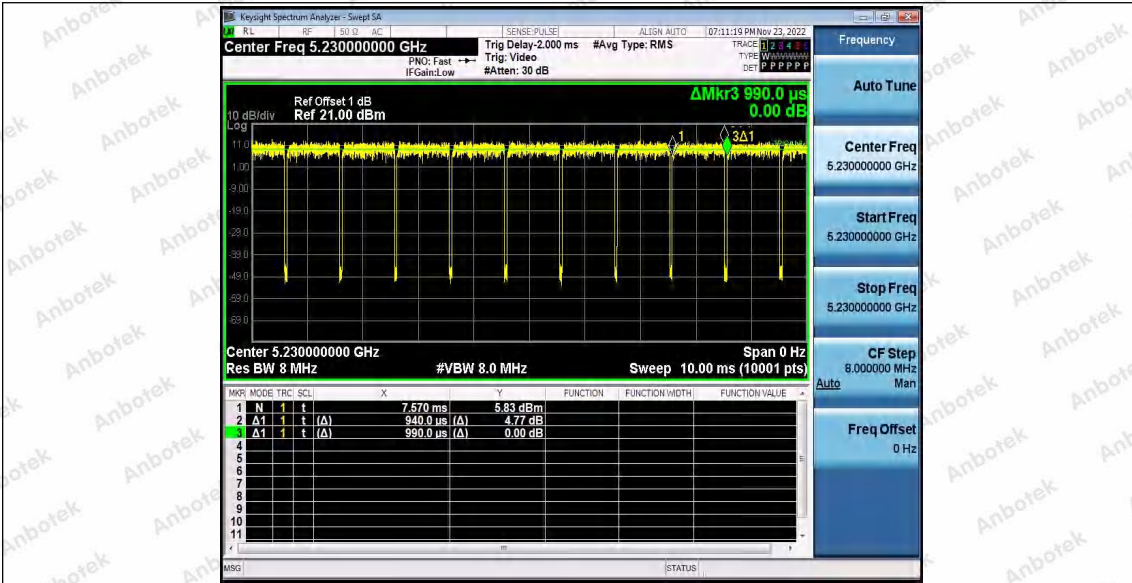 Keysight Spectrum Analyzer - Swept SA
RL RF 50 Ω AC SENSE:PULSE ALIGN AUTO 07:11:19 PM Nov 23, 2022
Center Freq 5.230000000 GHz
PNO: Fast
IFGain:Low
Trig Delay-2.000 ms #Avg Type: RMS
Trig: Video
#Atten: 30 dB
TRACE 1 2 3 4 5 6
TYPE
DET P P P P P P
ΔMkr3 990.0 µs
0.00 dB
Ref Offset 1 dB
10 dB/div Ref 21.00 dBm
Log
11.0
1.00
-9.00
-19.0
-29.0
-39.0
-49.0
-59.0
-69.0
1
3Δ1
Center 5.230000000 GHz Span 0 Hz
Res BW 8 MHz #VBW 8.0 MHz Sweep 10.00 ms (10001 pts)
MKR MODE TRC SCL X Y FUNCTION FUNCTION WIDTH FUNCTION VALUE
1 N 1 t 7.570 ms 5.83 dBm
2 Δ1 1 t (Δ) 940.0 µs (Δ) 4.77 dB
3 Δ1 1 t (Δ) 990.0 µs (Δ) 0.00 dB
4
5
6
7
8
9
10
11
MSG STATUS
Frequency
Auto Tune
Center Freq
5.230000000 GHz
Start Freq
5.230000000 GHz
Stop Freq
5.230000000 GHz
CF Step
8.000000 MHz
Auto Man
Freq Offset
0 Hz
Anbotek